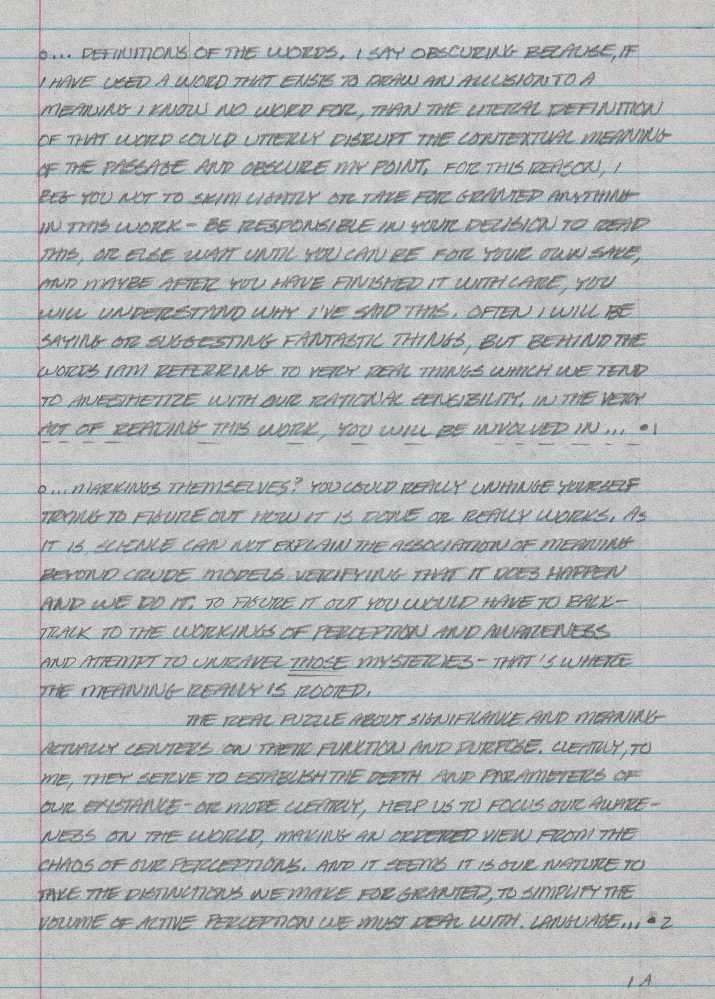 o... DEFINITIONS OF THE WORDS. I SAY OBSCURING BECAUSE, IF
I HAVE USED A WORD THAT ENDS TO DRAW AN ALLUSION TO A
MEANING I KNOW NO WORD FOR, THAN THE LITERAL DEFINITION
OF THAT WORD COULD UTTERLY DISRUPT THE CONTEXTUAL MEANING
OF THE PASSAGE AND OBSCURE MY POINT. FOR THIS REASON, I
BEG YOU NOT TO SKIM LIGHTLY OR TAKE FOR GRANTED ANYTHING
IN THIS WORK - BE RESPONSIBLE IN YOUR DECISION TO READ
THIS, OR ELSE WAIT UNTIL YOU CAN BE FOR YOUR OWN SAKE,
AND MAYBE AFTER YOU HAVE FINISHED IT WITH CARE, YOU
WILL UNDERSTAND WHY I'VE SAID THIS. OFTEN I WILL BE
SAYING OR SUGGESTING FANTASTIC THINGS, BUT BEHIND THE
WORDS I AM REFERRING TO VERY REAL THINGS WHICH WE TEND
TO ANESTHETIZE WITH OUR RATIONAL SENSIBILITY. IN THE VERY
ACT OF READING THIS WORK, YOU WILL BE INVOLVED IN... •1
o... MARKINGS THEMSELVES? YOU COULD REALLY UNHINGE YOURSELF
TRYING TO FIGURE OUT HOW IT IS DONE OR REALLY WORKS. AS
IT IS, SCIENCE CAN NOT EXPLAIN THE ASSOCIATION OF MEANING
BEYOND CRUDE MODELS VERIFYING THAT IT DOES HAPPEN
AND WE DO IT. TO FIGURE IT OUT YOU WOULD HAVE TO BACK-
TRACK TO THE WORKINGS OF PERCEPTION AND AWARENESS
AND ATTEMPT TO UNRAVEL THOSE MYSTERIES - THAT'S WHERE
THE MEANING REALLY IS ROOTED.
THE REAL PUZZLE ABOUT SIGNIFICANCE AND MEANING
ACTUALLY CENTERS ON THEIR FUNCTION AND PURPOSE. CLEARLY, TO
ME, THEY SERVE TO ESTABLISH THE DEPTH AND PARAMETERS OF
OUR EXISTANCE - OR MORE CLEARLY, HELP US TO FOCUS OUR AWARE-
NESS ON THE WORLD, MAKING AN ORDERED VIEW FROM THE
CHAOS OF OUR PERCEPTIONS. AND IT SEEMS IT IS OUR NATURE TO
TAKE THE DISTINCTIONS WE MAKE FOR GRANTED, TO SIMPLIFY THE
VOLUME OF ACTIVE PERCEPTION WE MUST DEAL WITH. LANGUAGE... •2
1 A